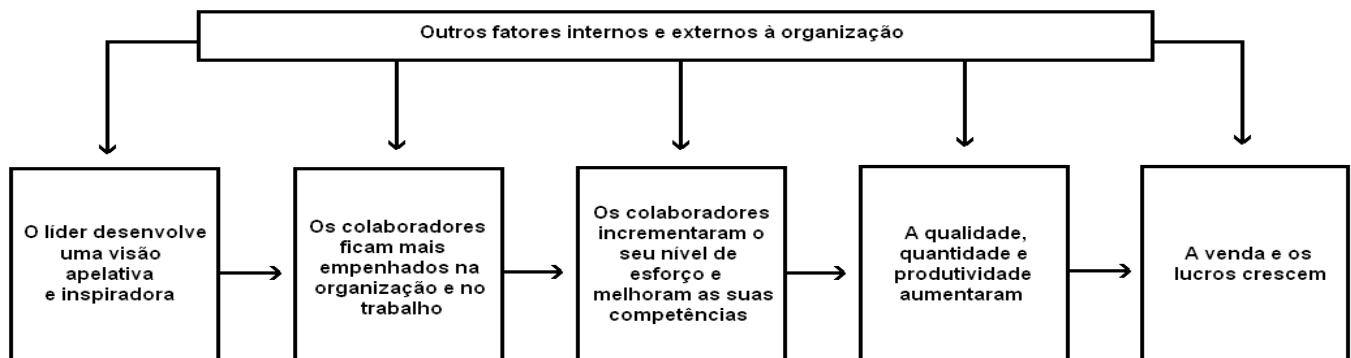 Outros fatores internos e externos à organização
O líder desenvolve
uma visão
apelativa
e inspiradora
Os colaboradores
ficam mais
empenhados na
organização e no
trabalho
Os colaboradores
incrementaram o
seu nível de
esforço e
melhoram as suas
competências
A qualidade,
quantidade e
produtividade
aumentaram
A venda e os
lucros crescem